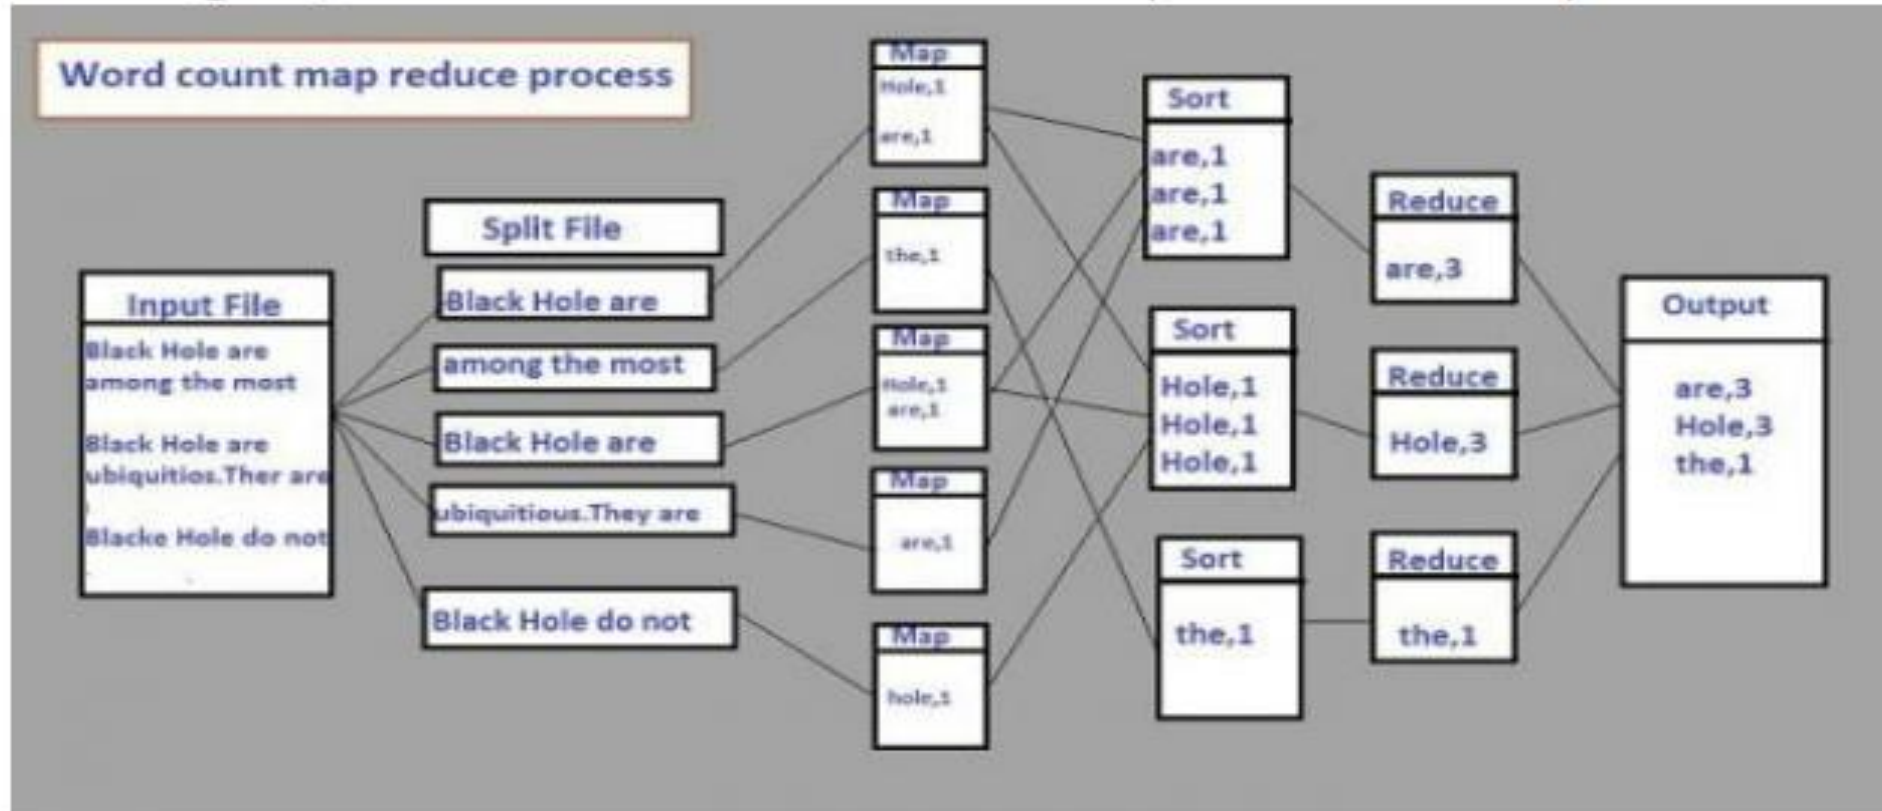 Word count map reduce process
Input File
Black Hole are
among the most
Black Hole are
ubiquitios.Ther are
Blacke Hole do not
Split File
Black Hole are
among the most
Black Hole are
ubiquitious.They are
Black Hole do not
Map
Hole,1
are,1
Map
the,1
Map
Hole,1
are,1
Map
are,1
Map
hole,1
Sort
are,1
are,1
are,1
Sort
Hole,1
Hole,1
Hole,1
Sort
the,1
Reduce
are,3
Reduce
Hole,3
Reduce
the,1
Output
are,3
Hole,3
the,1